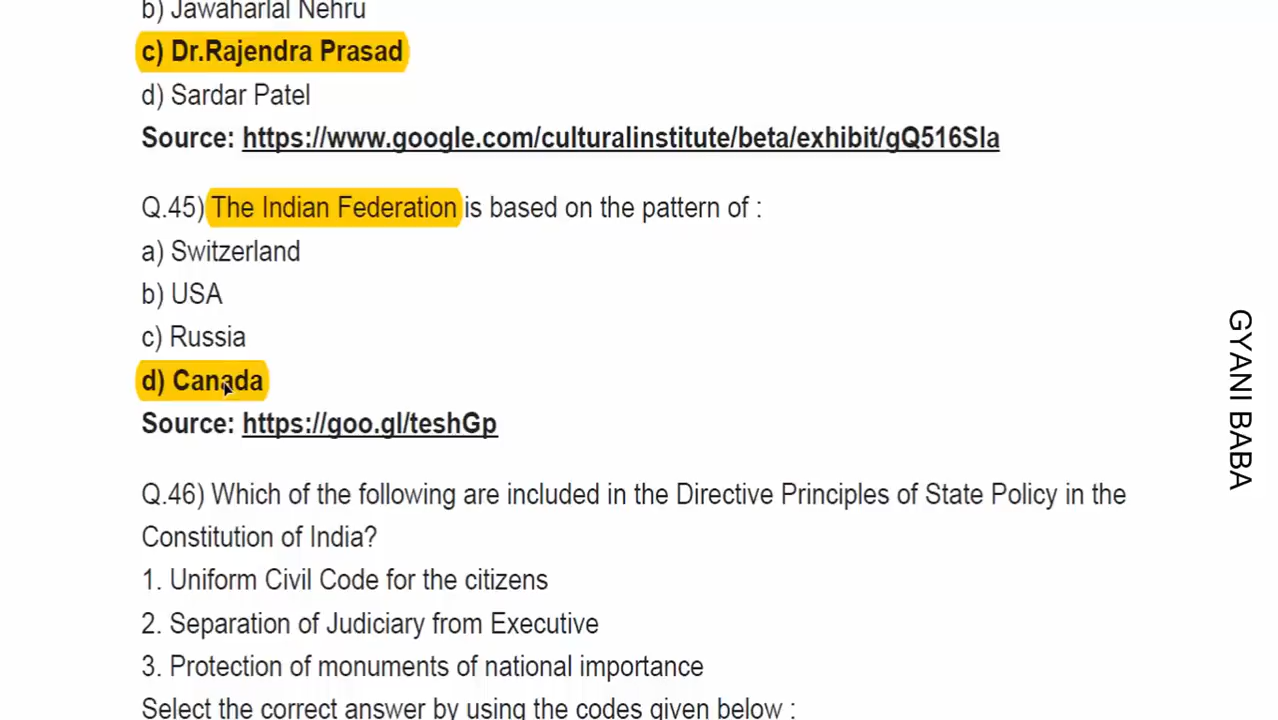 b) Jawaharlal Nehru
c) Dr.Rajendra Prasad
d) Sardar Patel
Source: https://www.google.com/culturalinstitute/beta/exhibit/gQ516SIa
Q.45) The Indian Federation is based on the pattern of :
a) Switzerland
b) USA
c) Russia
d) Canada
Source: https://goo.gl/teshGp
Q.46) Which of the following are included in the Directive Principles of State Policy in the
Constitution of India?
1. Uniform Civil Code for the citizens
2. Separation of Judiciary from Executive
3. Protection of monuments of national importance
Select the correct answer by using the codes given below :
GYANI BABA